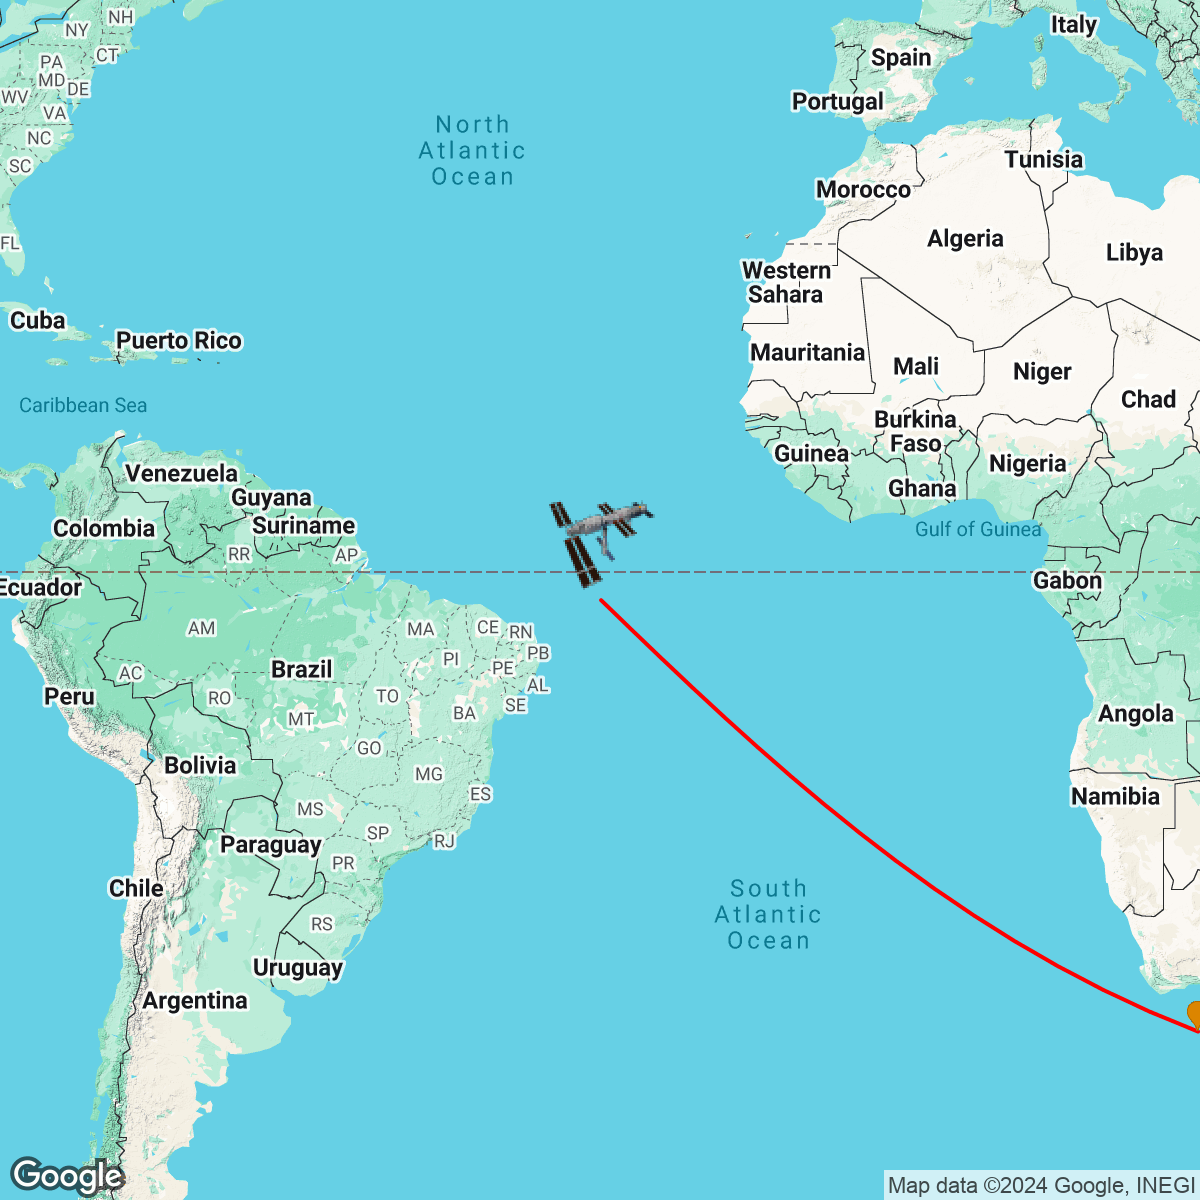 NH
NY
CT
PA
MD
DE
WV
VA
NC
SC
FL
Italy
Spain
Portugal
North
Atlantic
Ocean
Tunisia
Morocco
Algeria
Libya
Western
Sahara
Cuba
Puerto Rico
Mauritania
Mali
Niger
Chad
Caribbean Sea
Burkina
Faso
Guinea
Nigeria
Ghana
Gulf of Guinea
Venezuela
Guyana
Suriname
Colombia
RR
AP
Ecuador
Gabon
AM
MA
CE
RN
PB
PI
PE
AL
SE
AC
Brazil
RO
TO
BA
MT
Peru
Angola
GO
Bolivia
MG
ES
MS
Namibia
SP
RJ
Paraguay
PR
Chile
RS
South
Atlantic
Ocean
Uruguay
Argentina
Google
Map data ©2024 Google, INEGI